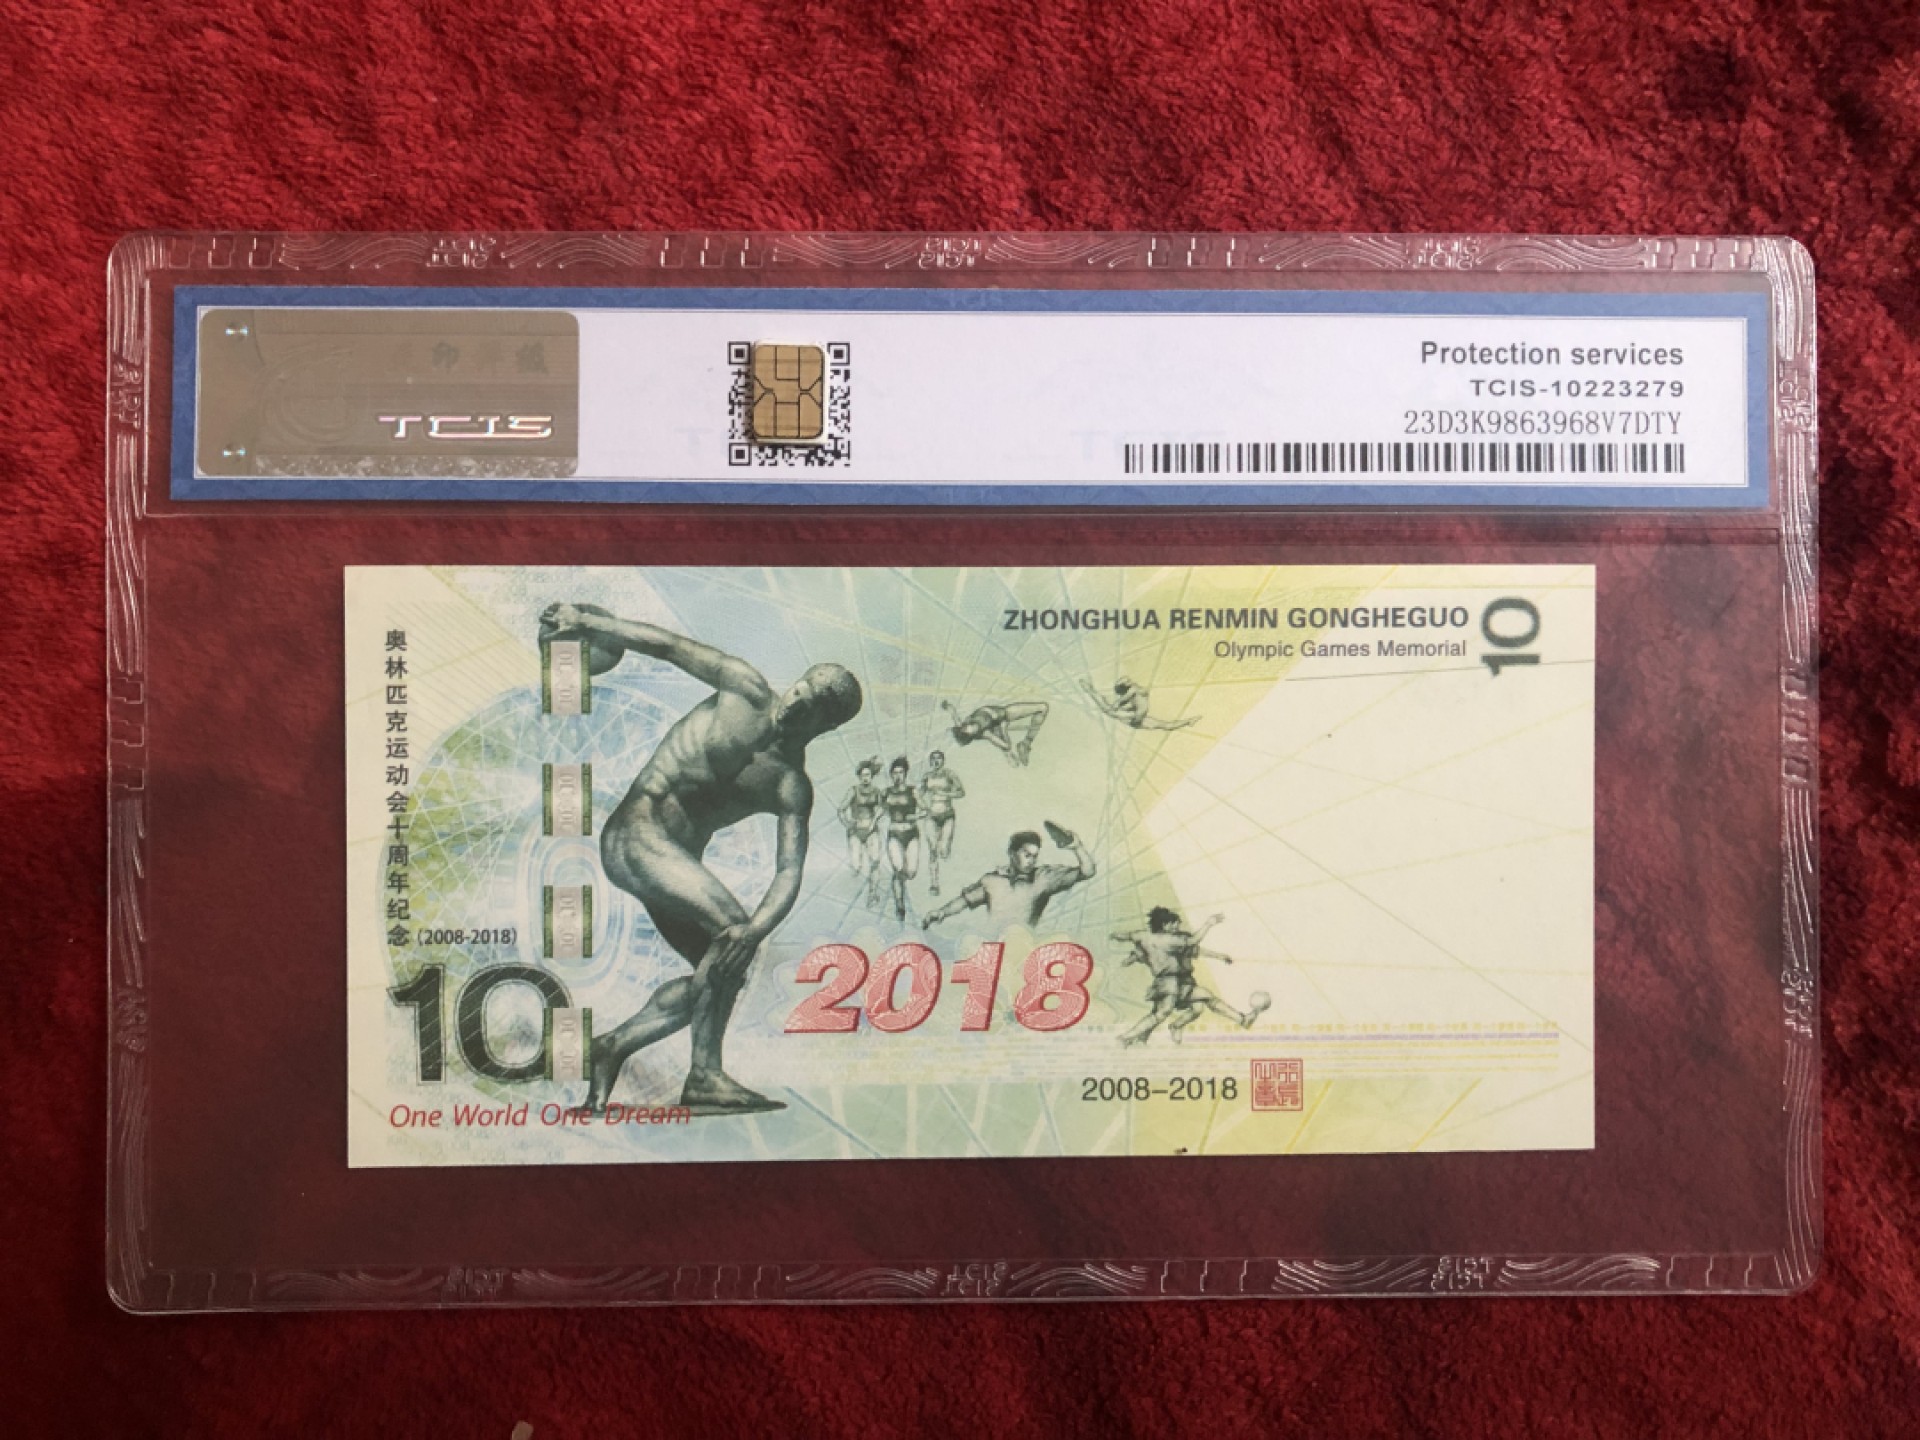 TCIS
Protection services
TCIS-10223279
23D3K9863968V7DTY
ZHONGHUA RENMIN GONGHEGUO
Olympic Games Memorial
10
奥林匹克运动会十周年纪念 (2008-2018)
10
2018
2008-2018
One World One Dream